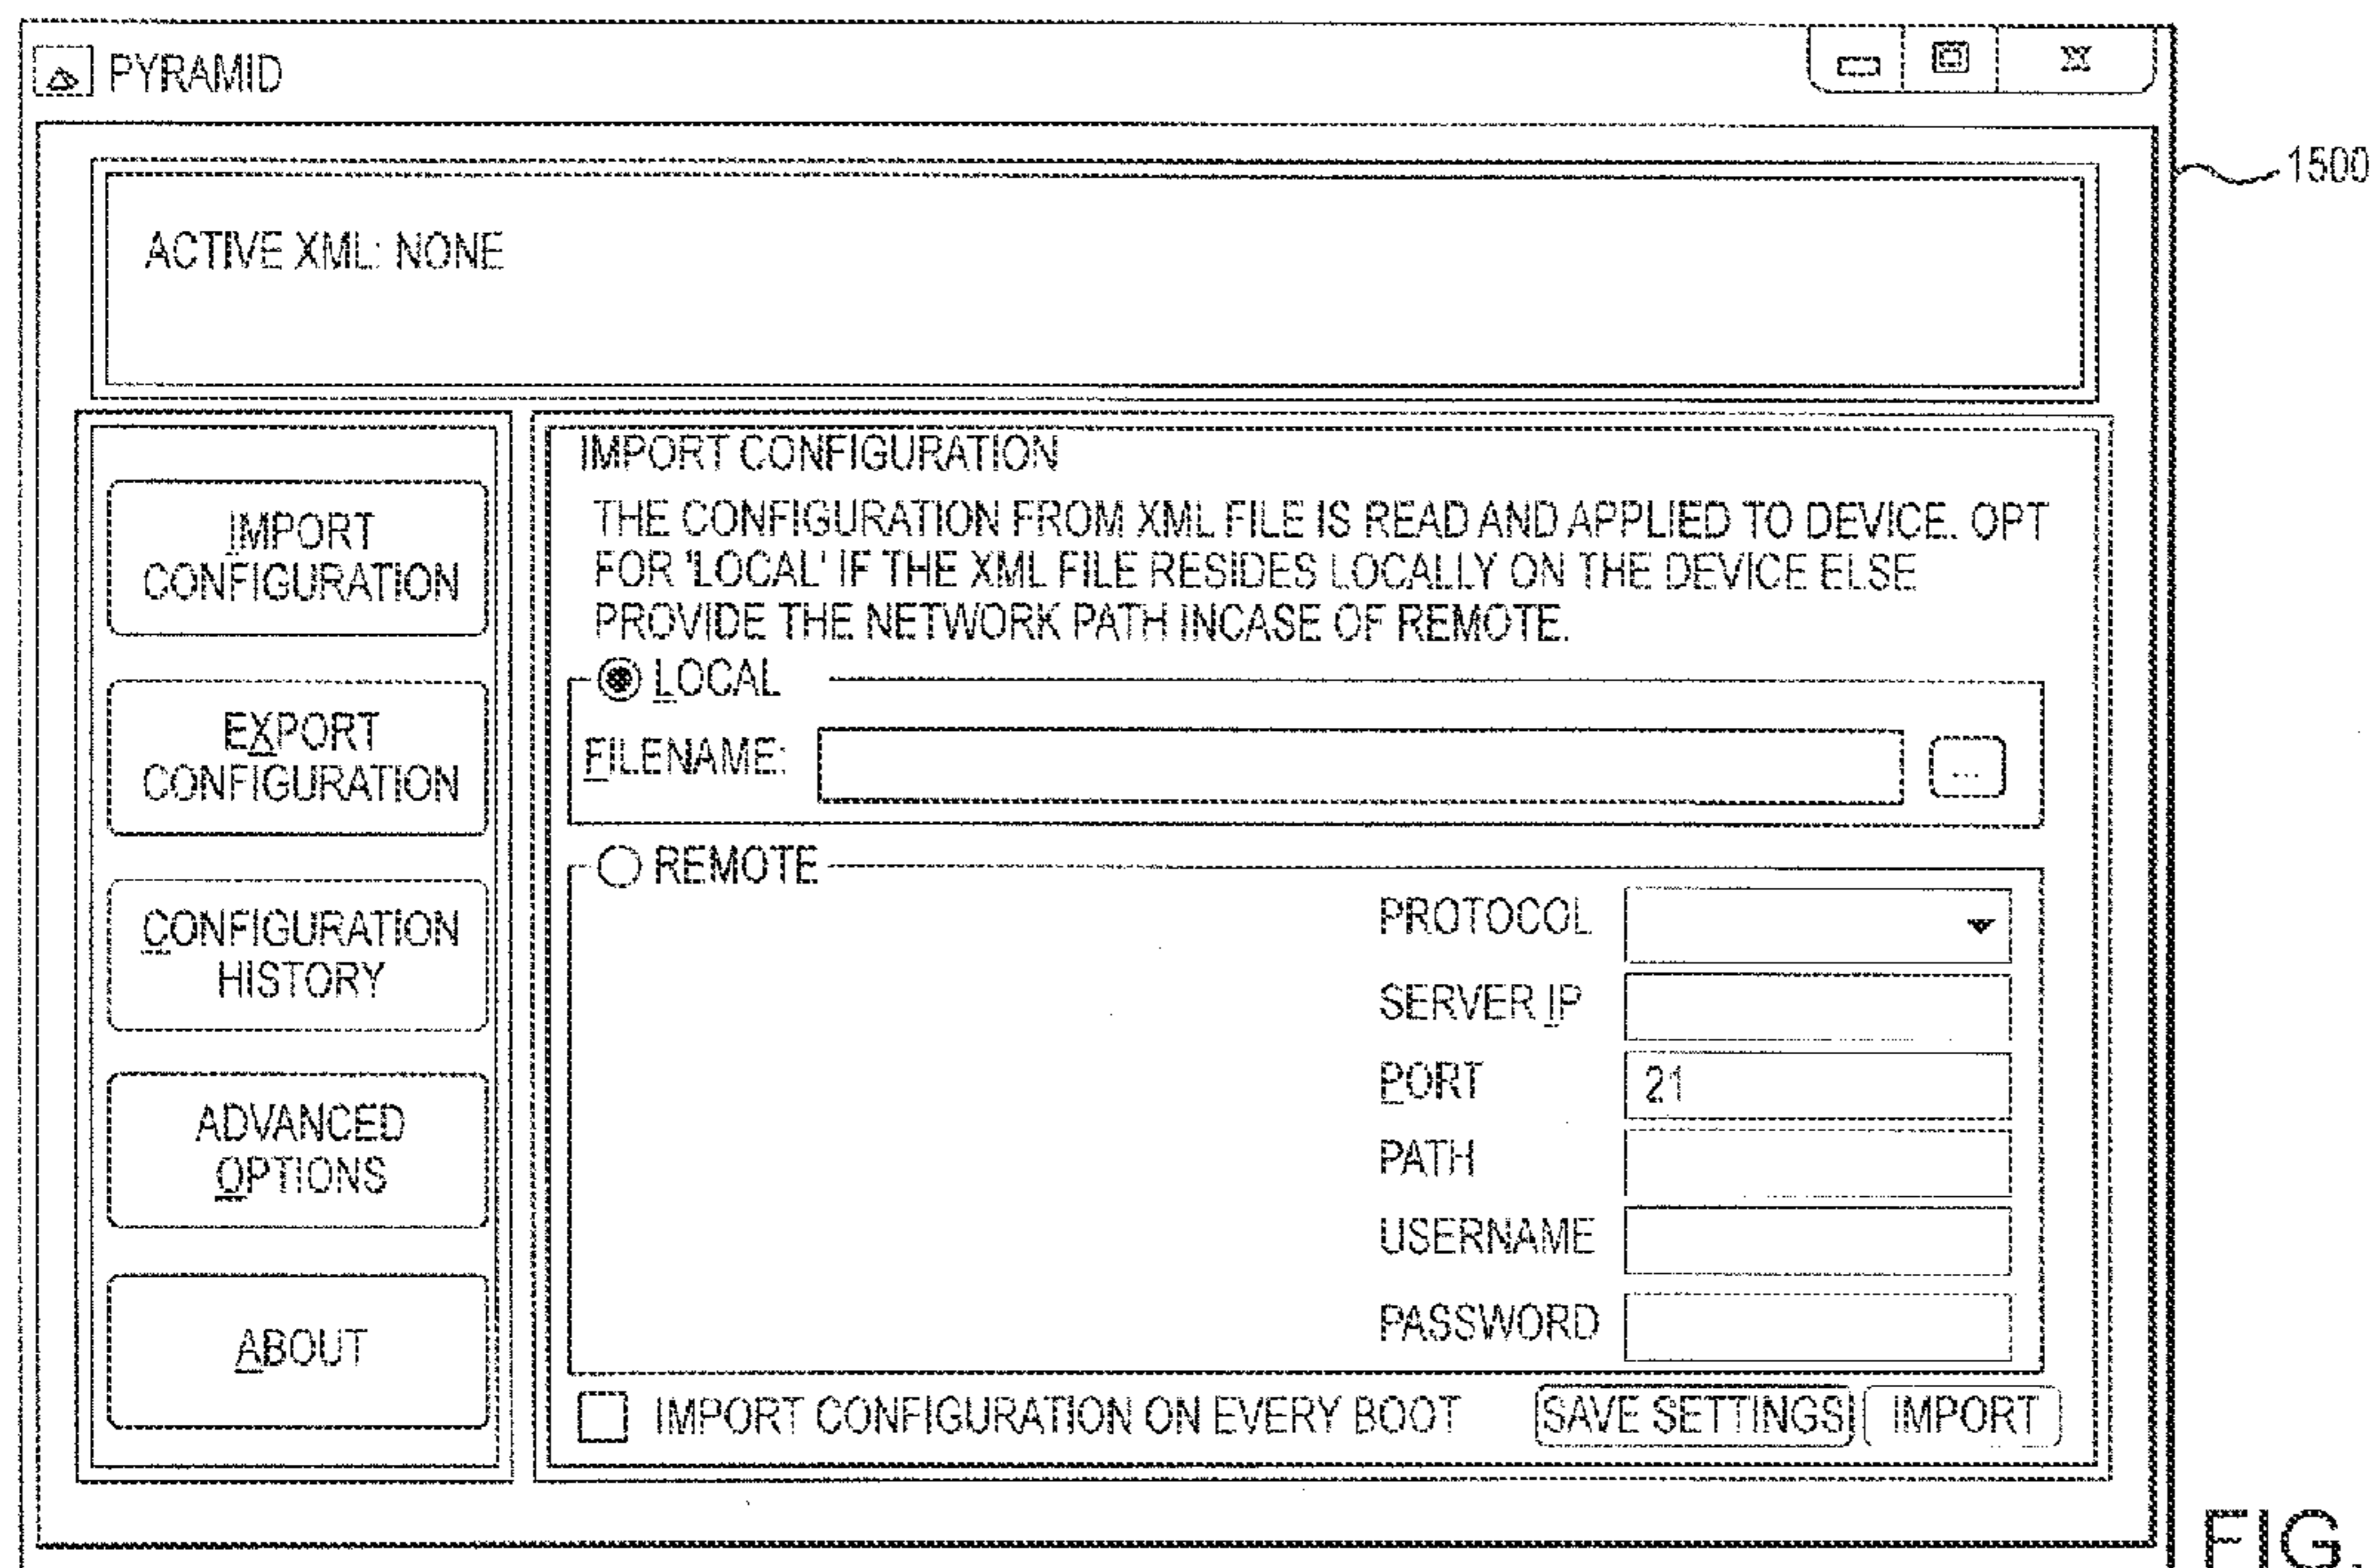 PYRAMID
1500
ACTIVE XML: NONE
IMPORT
CONFIGURATION
EXPORT
CONFIGURATION
CONFIGURATION
HISTORY
ADVANCED
OPTIONS
ABOUT
IMPORT CONFIGURATION
THE CONFIGURATION FROM XML FILE IS READ AND APPLIED TO DEVICE. OPT
FOR 'LOCAL' IF THE XML FILE RESIDES LOCALLY ON THE DEVICE ELSE
PROVIDE THE NETWORK PATH INCASE OF REMOTE.
LOCAL
FILENAME:
...
REMOTE
PROTOCOL
SERVER IP
PORT 21
PATH
USERNAME
PASSWORD
IMPORT CONFIGURATION ON EVERY BOOT SAVE SETTINGS IMPORT
FIG.